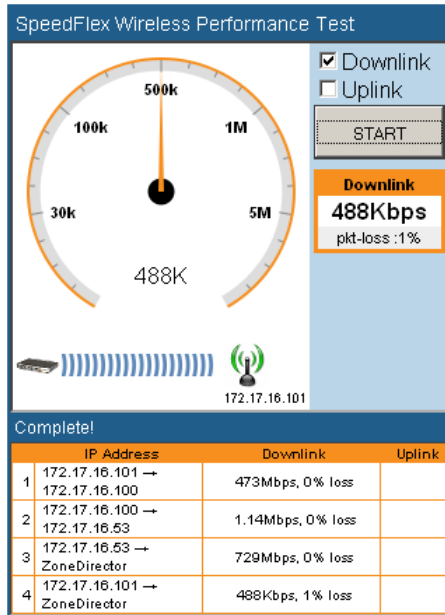 SpeedFlex Wireless Performance Test
Downlink
Uplink
START
500k
100k
1M
30k
5M
488K
Downlink
488Kbps
pkt-loss :1%
172.17.16.101
Complete!
IP Address Downlink Uplink
1 172.17.16.101 →
172.17.16.100 473Mbps, 0% loss
2 172.17.16.100 →
172.17.16.53 1.14Mbps, 0% loss
3 172.17.16.53 →
ZoneDirector 729Mbps, 0% loss
4 172.17.16.101 →
ZoneDirector 488Kbps, 1% loss